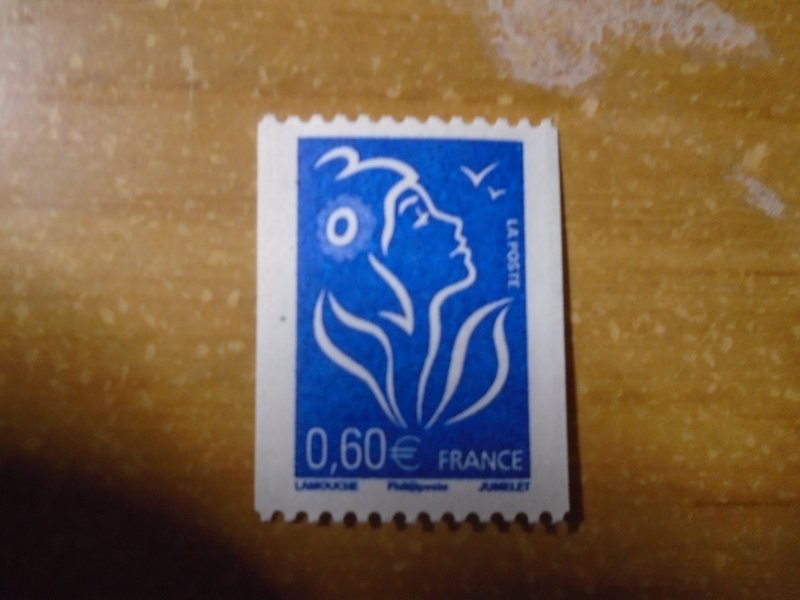 LA POSTE
0,60€ FRANCE
LAMOUCHE Phil@poste JUMELET